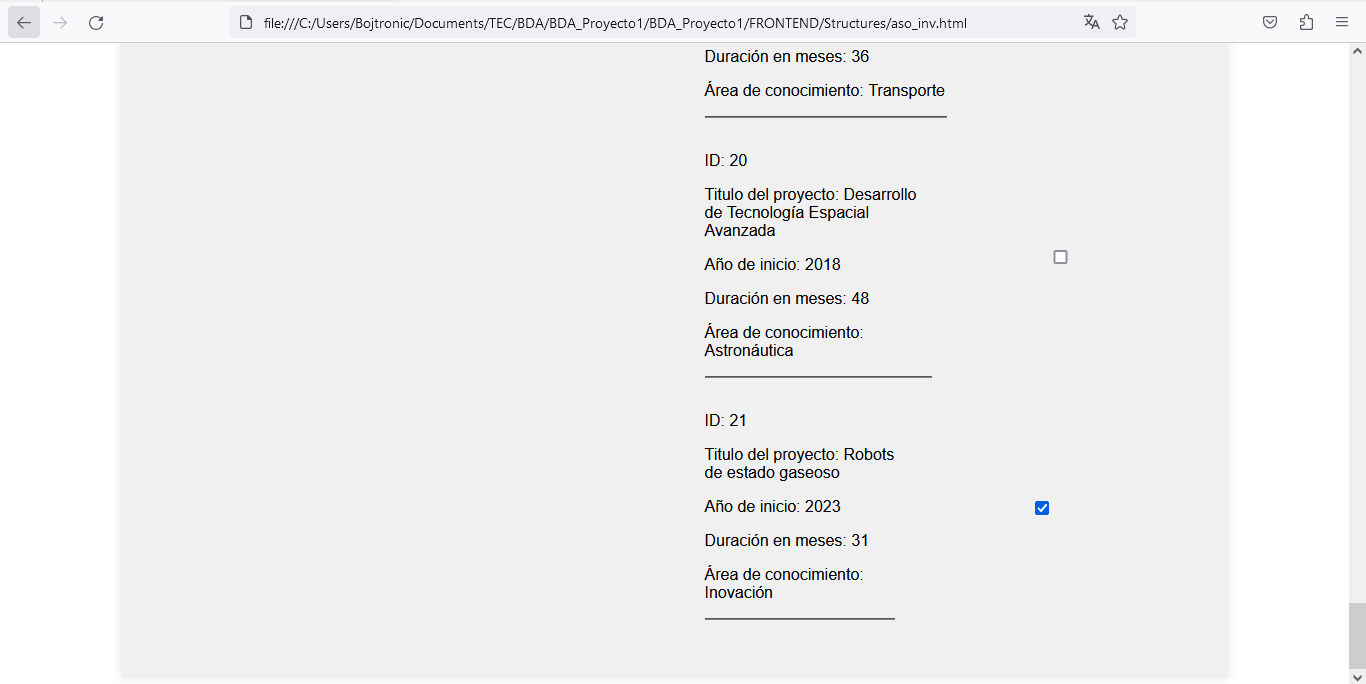 file:///C:/Users/Bojtronic/Documents/TEC/BDA/BDA_Proyecto1/BDA_Proyecto1/FRONTEND/Structures/aso_inv.html
Duración en meses: 36
Área de conocimiento: Transporte
ID: 20
Titulo del proyecto: Desarrollo
de Tecnología Espacial
Avanzada
Año de inicio: 2018
Duración en meses: 48
Área de conocimiento:
Astronáutica
ID: 21
Titulo del proyecto: Robots
de estado gaseoso
Año de inicio: 2023
Duración en meses: 31
Área de conocimiento:
Inovación